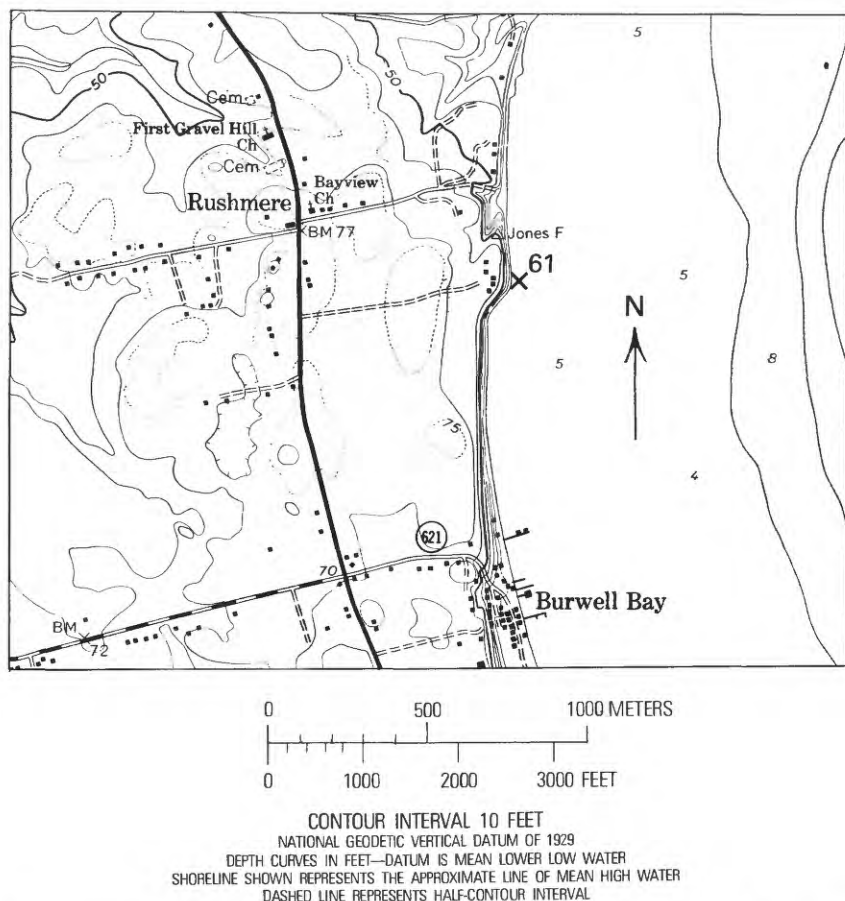 5
5
50
50
Cem
First Gravel Hill
Ch
Cem
Bayview
Ch
Rushmere
BM 77
Jones F
61
5
N
5
8
75
4
621
70
Burwell Bay
BM
72
0 500 1000 METERS
0 1000 2000 3000 FEET
CONTOUR INTERVAL 10 FEET
NATIONAL GEODETIC VERTICAL DATUM OF 1929
DEPTH CURVES IN FEET—DATUM IS MEAN LOWER LOW WATER
SHORELINE SHOWN REPRESENTS THE APPROXIMATE LINE OF MEAN HIGH WATER
DASHED LINE REPRESENTS HALF-CONTOUR INTERVAL